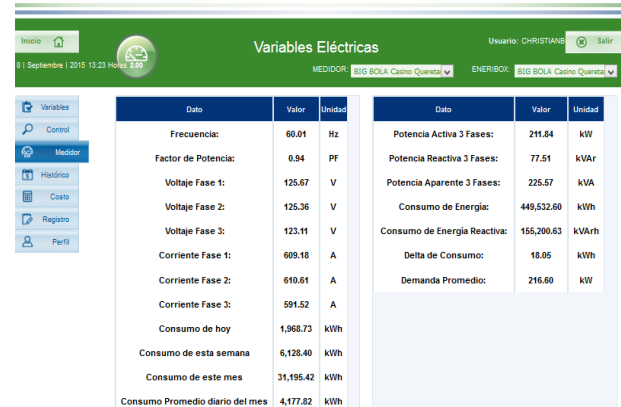 Inicio
Variables Eléctricas
Usuario: CHRISTIANB
Salir
8 | Septiembre | 2015 13:23 Horas 2.00
MEDIDOR: BIG BOLA Casino Quereta
ENERIBOX: BIG BOLA Casino Quereta
Variables
Control
Medidor
Histórico
Costo
Registro
Perfil
Dato Valor Unidad
Frecuencia: 60.01 Hz
Factor de Potencia: 0.94 PF
Voltaje Fase 1: 125.67 V
Voltaje Fase 2: 125.36 V
Voltaje Fase 3: 123.11 V
Corriente Fase 1: 609.18 A
Corriente Fase 2: 610.61 A
Corriente Fase 3: 591.52 A
Consumo de hoy 1,968.73 kWh
Consumo de esta semana 6,128.40 kWh
Consumo de este mes 31,195.42 kWh
Consumo Promedio diario del mes 4,177.82 kWh
Dato Valor Unidad
Potencia Activa 3 Fases: 211.84 kW
Potencia Reactiva 3 Fases: 77.51 kVAr
Potencia Aparente 3 Fases: 225.57 kVA
Consumo de Energia: 449,532.60 kWh
Consumo de Energia Reactiva: 155,200.63 kVArh
Delta de Consumo: 18.05 kWh
Demanda Promedio: 216.60 kW